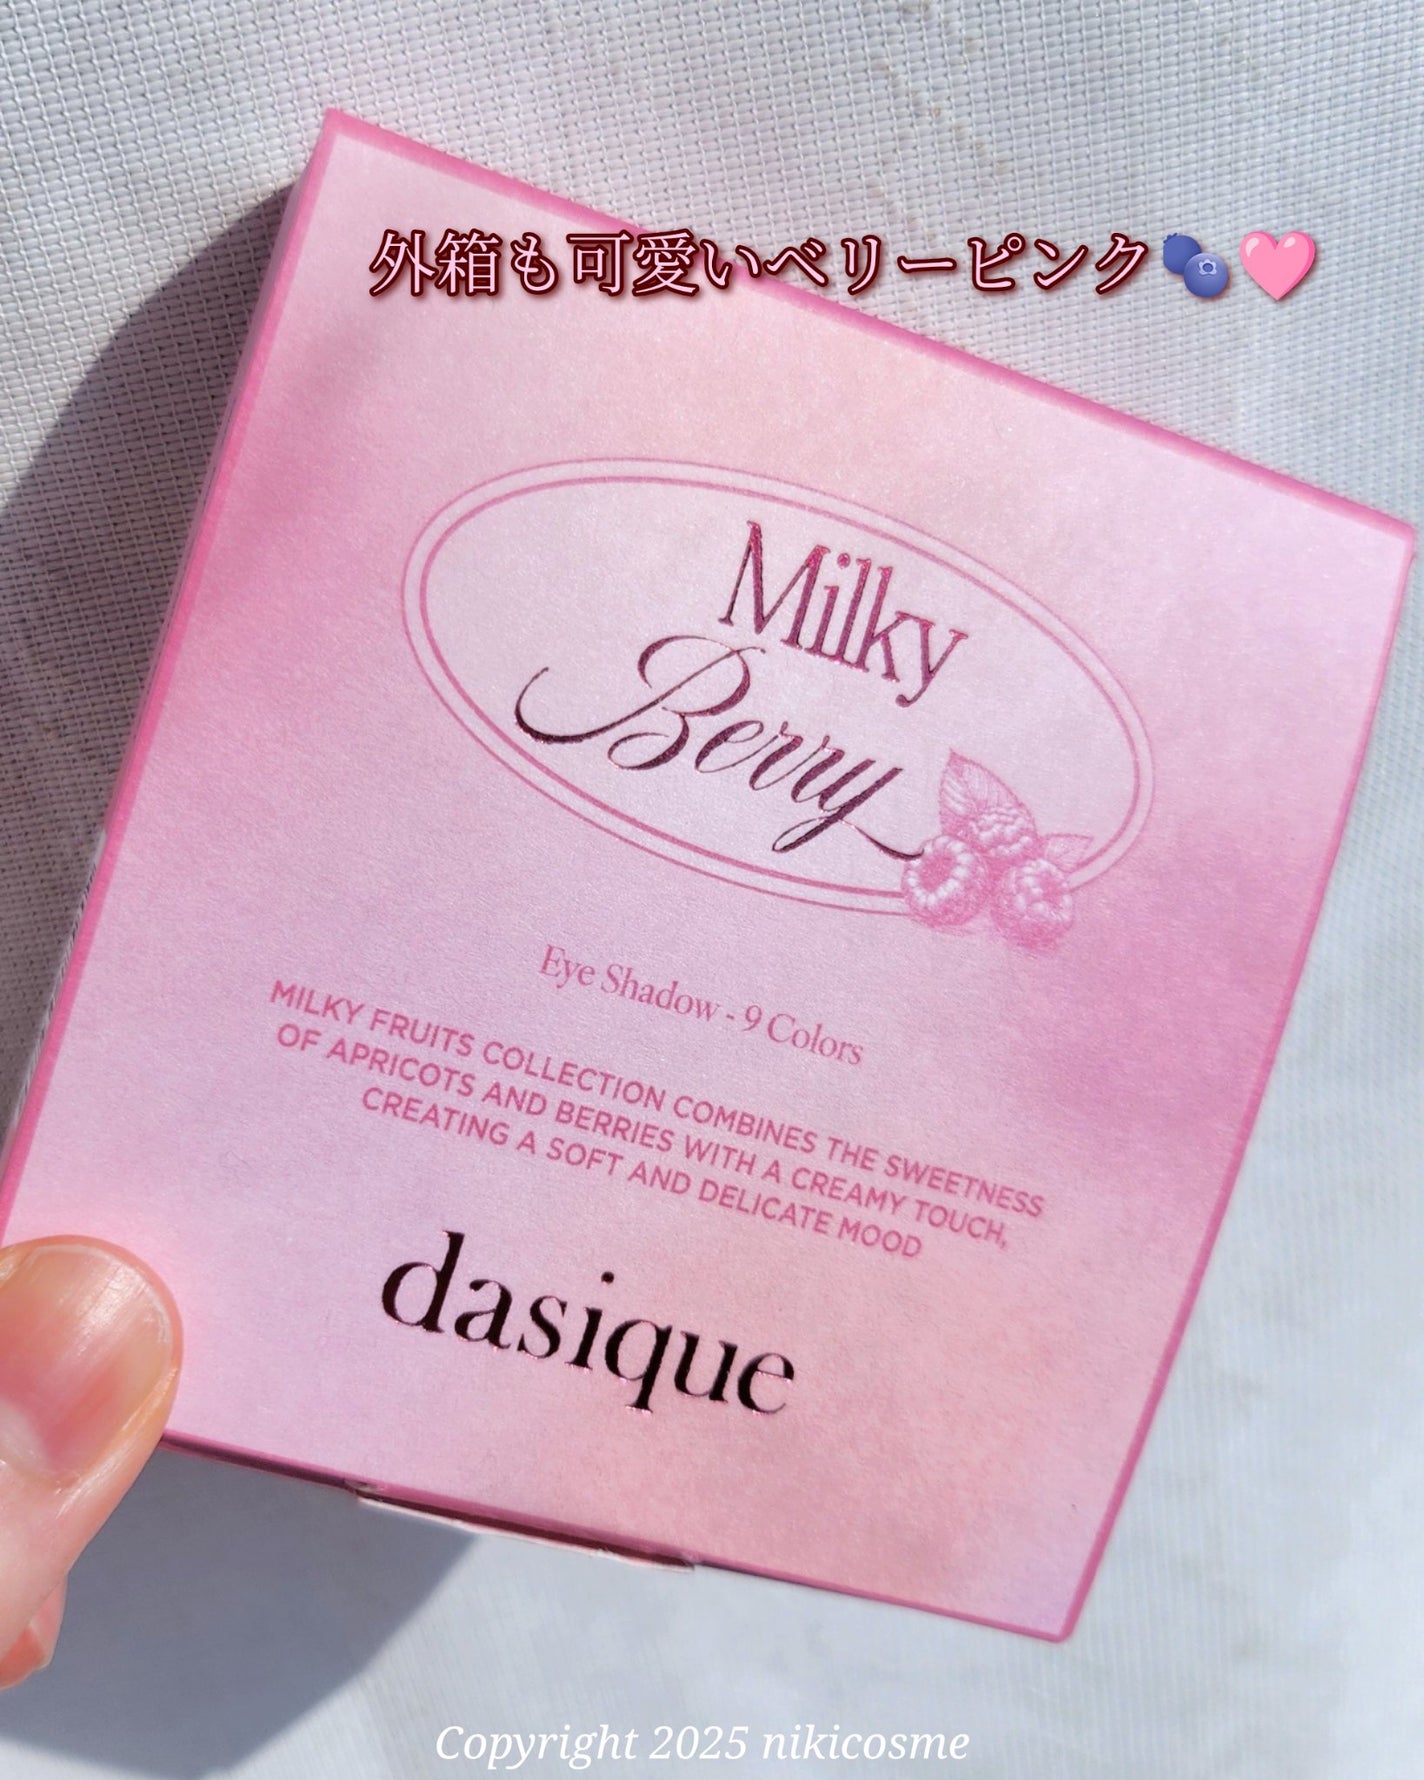 外箱も可愛いベリーピンク🫐🩷
Milky
Berry
Eye Shadow - 9 Colors
MILKY FRUITS COLLECTION COMBINES THE SWEETNESS
OF APRICOTS AND BERRIES WITH A CREAMY TOUCH,
CREATING A SOFT AND DELICATE MOOD
dasique
Copyright 2025 nikicosme